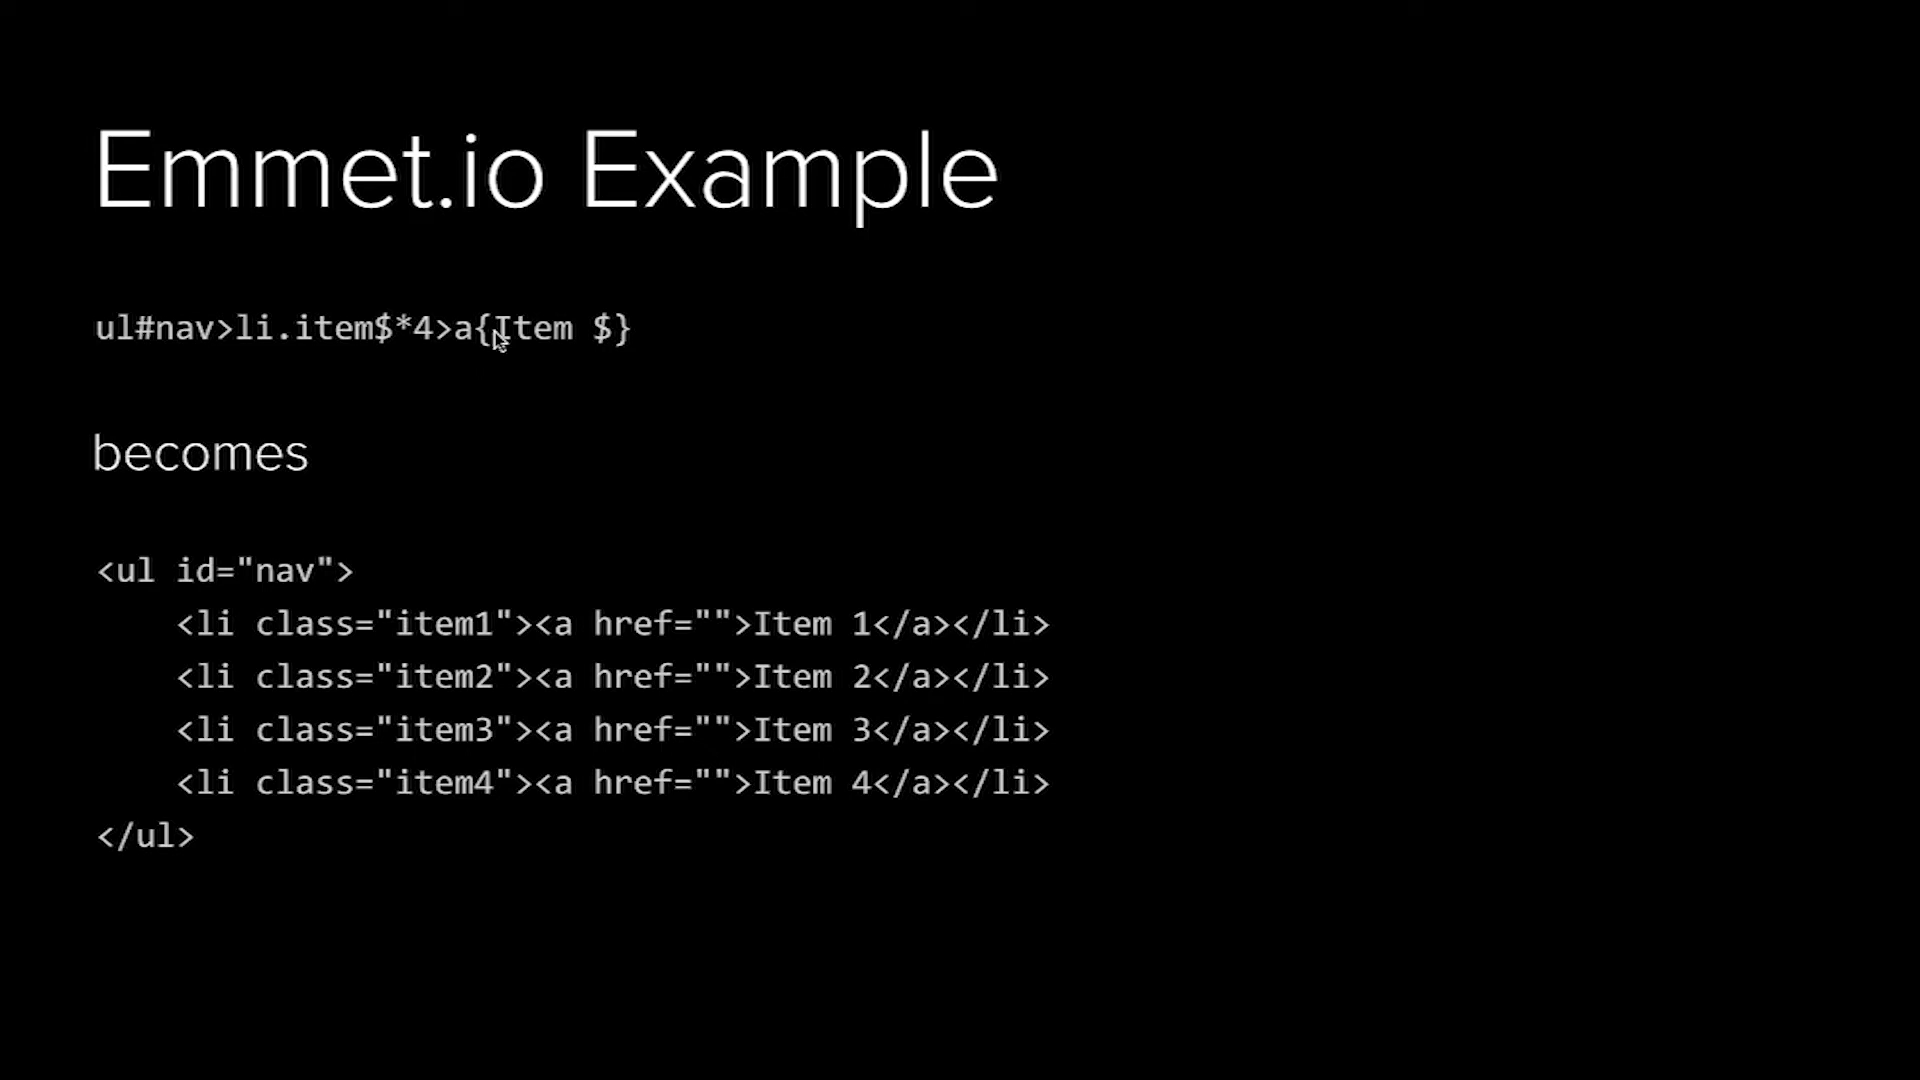 Emmet.io Example
ul#nav>li.item$*4>a{Item $}
becomes
<ul id="nav">
    <li class="item1"><a href="">Item 1</a></li>
    <li class="item2"><a href="">Item 2</a></li>
    <li class="item3"><a href="">Item 3</a></li>
    <li class="item4"><a href="">Item 4</a></li>
</ul>